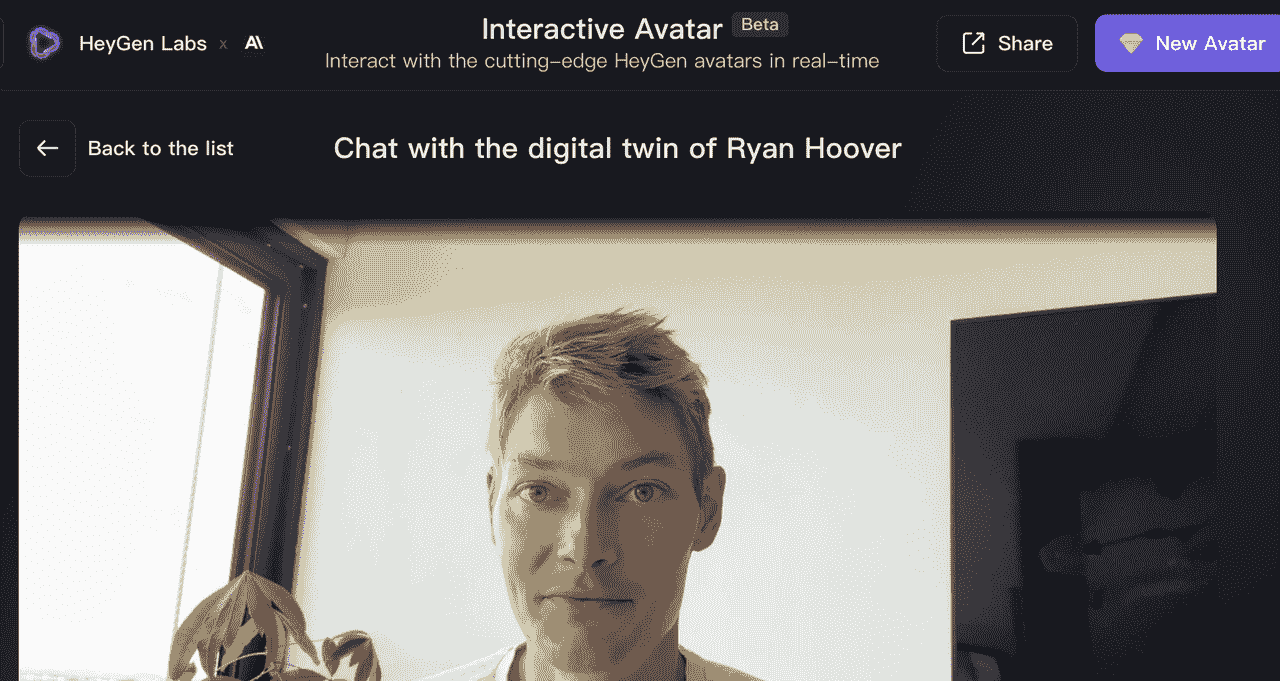 Interactive Avatar Beta
HeyGen Labs x A\
Share
New Avatar
Interact with the cutting-edge HeyGen avatars in real-time
Back to the list
Chat with the digital twin of Ryan Hoover